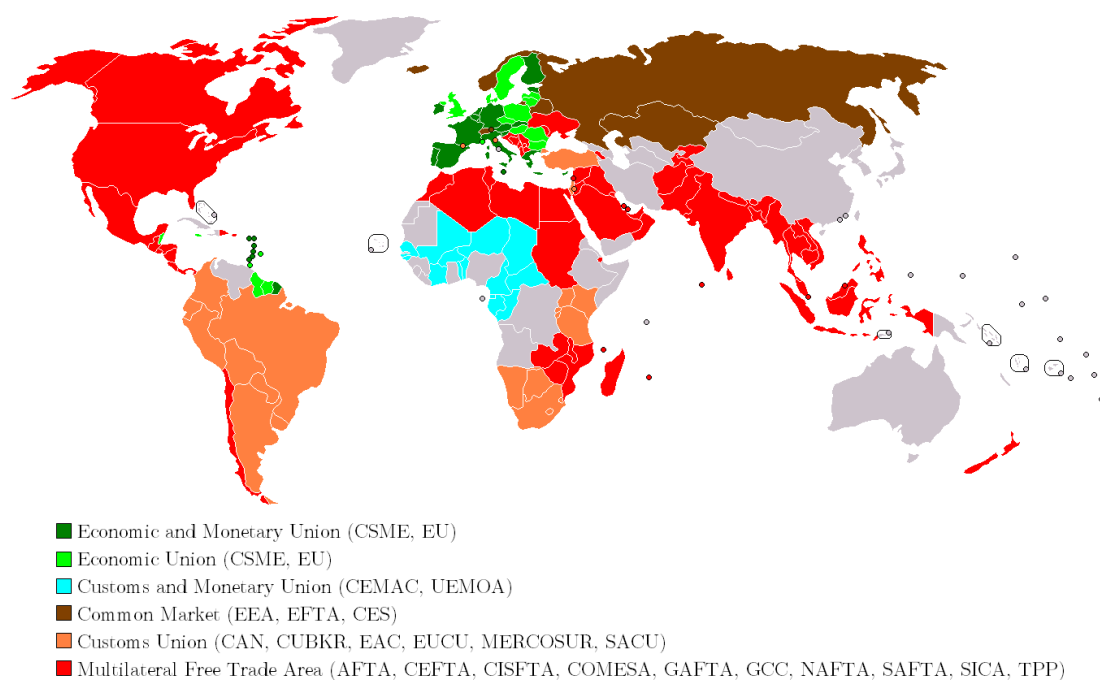 Economic and Monetary Union (CSME, EU)
Economic Union (CSME, EU)
Customs and Monetary Union (CEMAC, UEMOA)
Common Market (EEA, EFTA, CES)
Customs Union (CAN, CUBKR, EAC, EUCU, MERCOSUR, SACU)
Multilateral Free Trade Area (AFTA, CEFTA, CISFTA, COMESA, GAFTA, GCC, NAFTA, SAFTA, SICA, TPP)